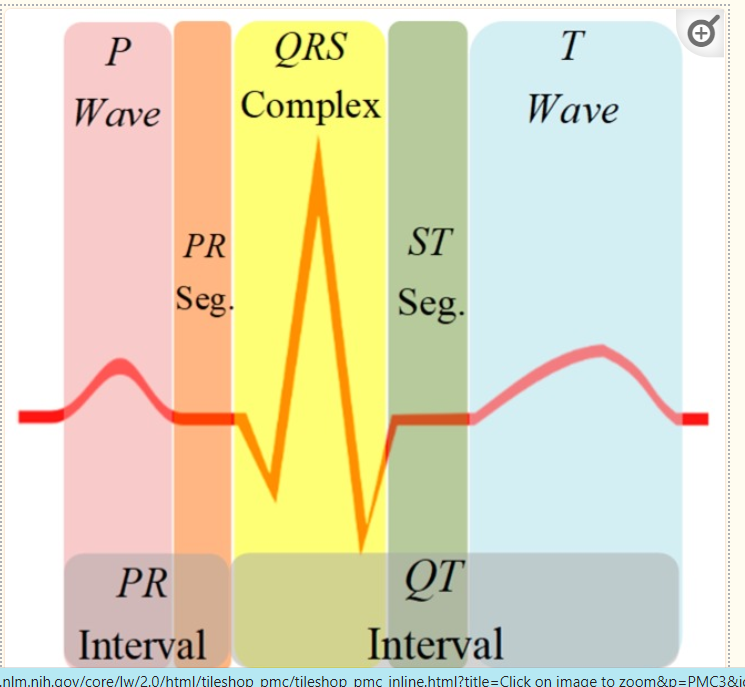 P
Wave
QRS
Complex
T
Wave
PR
Seg.
ST
Seg.
PR
Interval
QT
Interval
.nlm.nih.gov/core/lw/2.0/html/tileshop_pmc/tileshop_pmc_inline.html?title=Click on image to zoom&p=PMC3&i